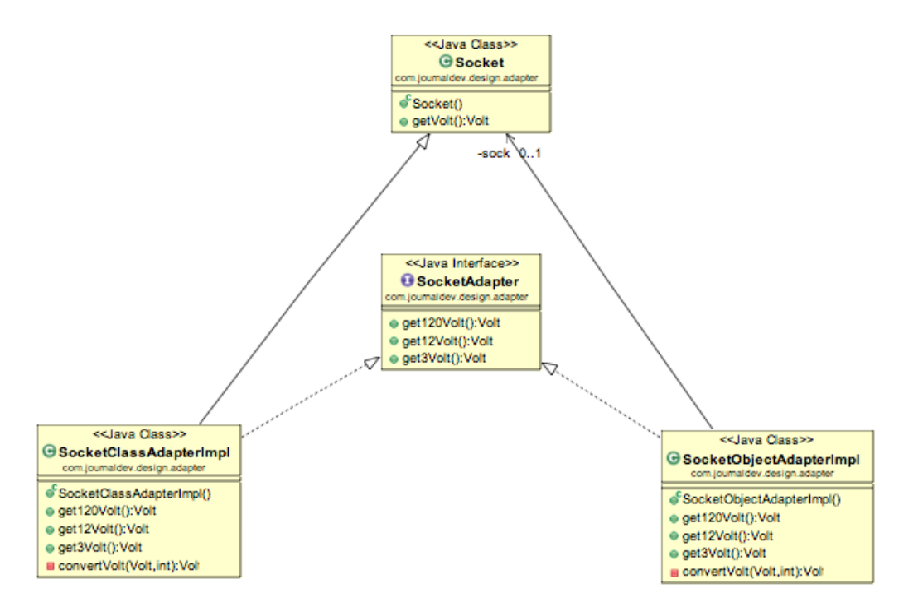 <<Java Class>>
Socket
com.journaldev.design.adapter
Socket()
getVolt():Volt
-sock 0..1
<<Java Interface>>
SocketAdapter
com.journaldev.design.adapter
get120Volt():Volt
get12Volt():Volt
get3Volt():Volt
<<Java Class>>
SocketClassAdapterImpl
com.journaldev.design.adapter
SocketClassAdapterImpl()
get120Volt():Volt
get12Volt():Volt
get3Volt():Volt
convertVolt(Volt,int):Volt
<<Java Class>>
SocketObjectAdapterImpl
com.journaldev.design.adapter
SocketObjectAdapterImpl()
get120Volt():Volt
get12Volt():Volt
get3Volt():Volt
convertVolt(Volt,int):Volt